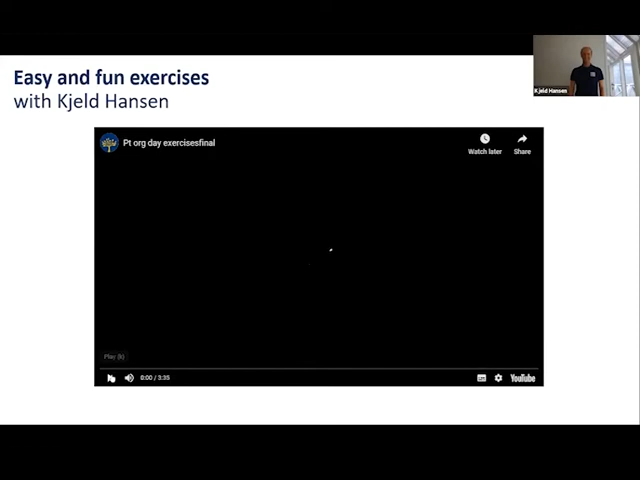 Easy and fun exercises
with Kjeld Hansen
Kjeld Hansen
Pt org day exercisesfinal
Watch later
Share
Play (k)
0:00 / 3:35
YouTube